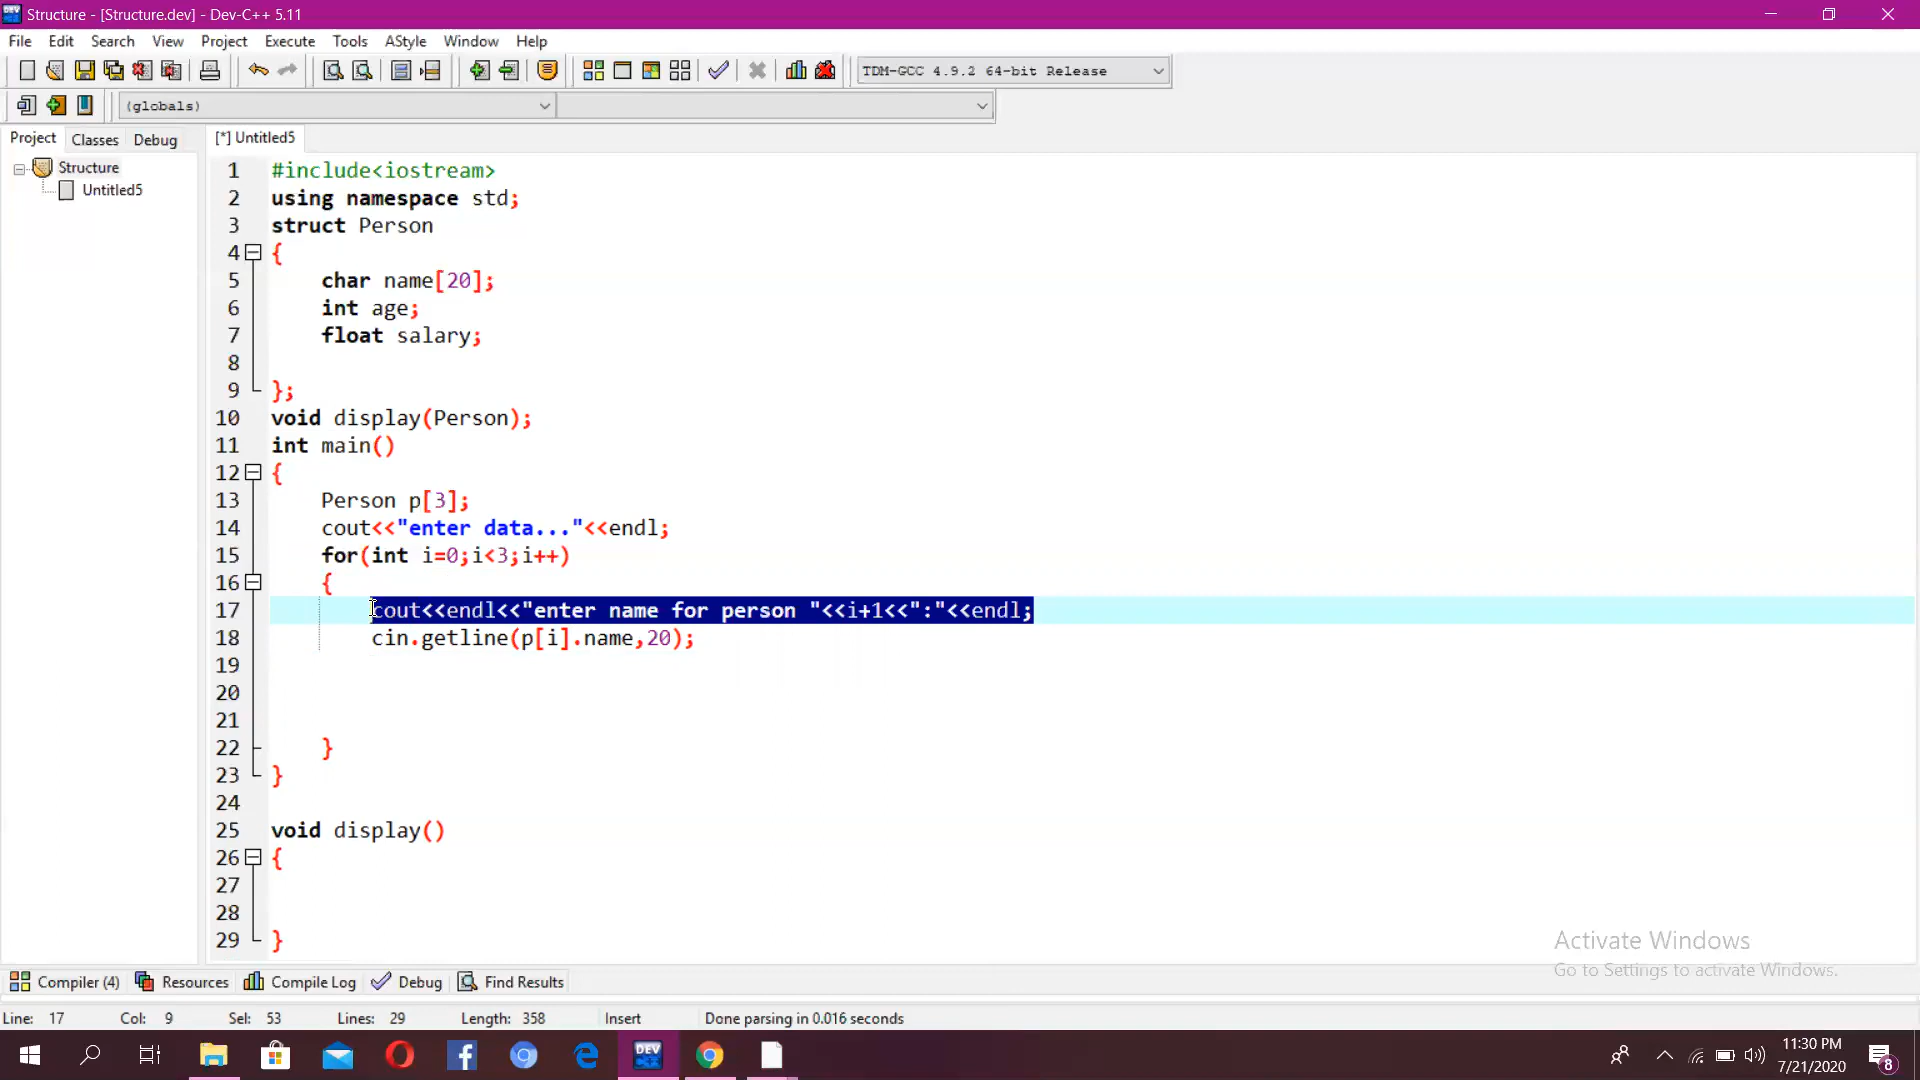 Structure - [Structure.dev] - Dev-C++ 5.11
File Edit Search View Project Execute Tools AStyle Window Help
TDM-GCC 4.9.2 64-bit Release
(globals)
Project Classes Debug [*] Untitled5
Structure
Untitled5
1 #include<iostream>
2 using namespace std;
3 struct Person
4 {
5 char name[20];
6 int age;
7 float salary;
8
9 };
10 void display(Person);
11 int main()
12 {
13 Person p[3];
14 cout<<"enter data..."<<endl;
15 for(int i=0;i<3;i++)
16 {
17 cout<<endl<<"enter name for person "<<i+1<<":"<<endl;
18 cin.getline(p[i].name,20);
19
20
21
22 }
23 }
24
25 void display()
26 {
27
28
29 }
Activate Windows
Go to Settings to activate Windows.
Compiler (4) Resources Compile Log Debug Find Results
Line: 17 Col: 9 Sel: 53 Lines: 29 Length: 358 Insert Done parsing in 0.016 seconds
DEV
11:30 PM
7/21/2020
8